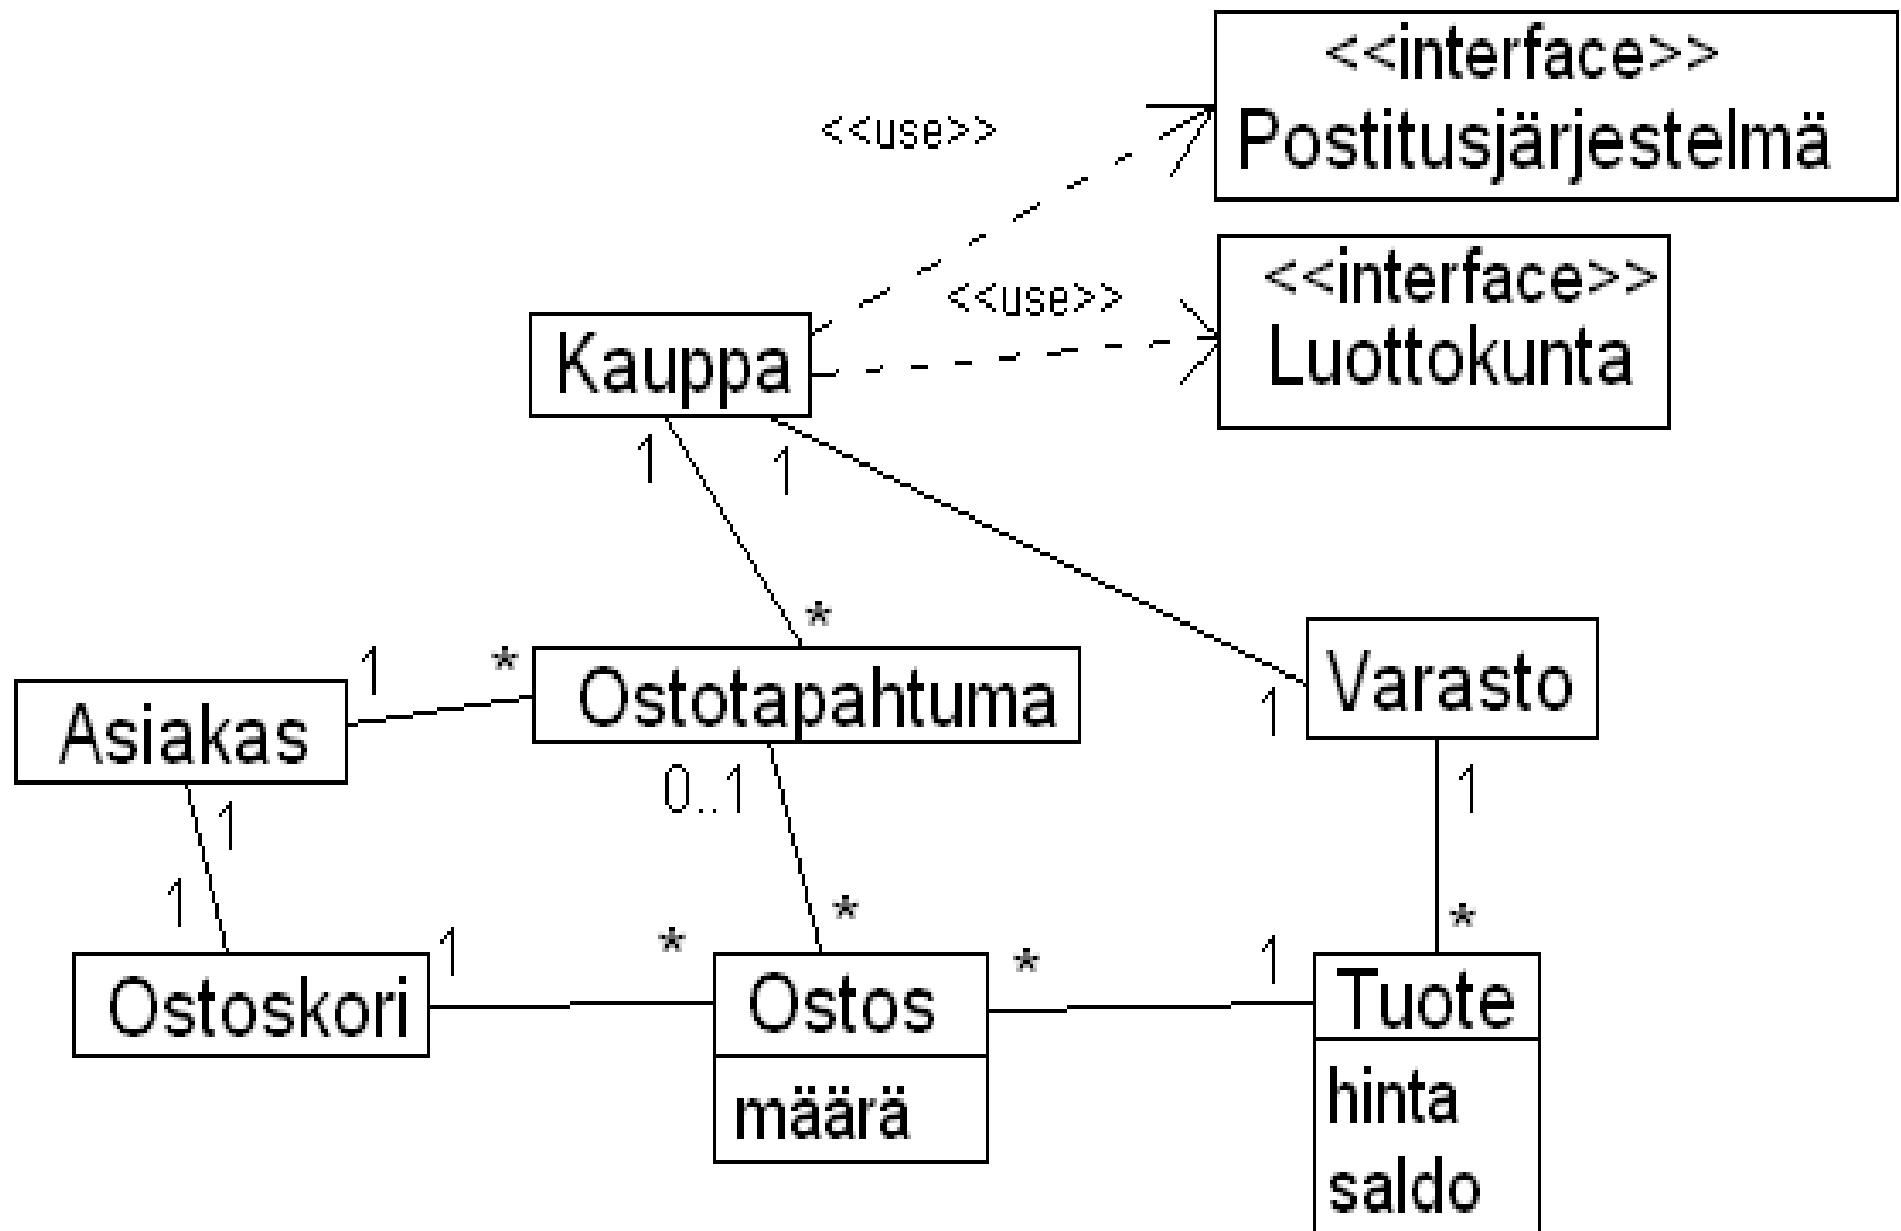 <<interface>>
Postitusjärjestelmä
<<use>>
<<interface>>
Luottokunta
<<use>>
Kauppa
1
1
*
1
*
Ostotapahtuma
Varasto
1
Asiakas
0..1
1
1
1
*
*
1
*
*
1
Ostoskori
Ostos
Tuote
määrä
hinta
saldo